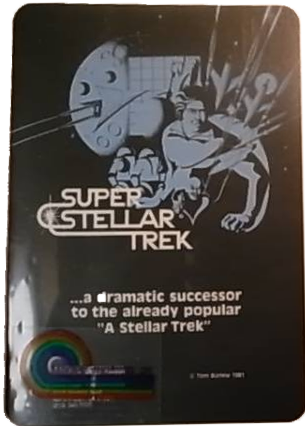 SUPER
STELLAR
TREK
...a dramatic successor
to the already popular
"A Stellar Trek"
© Tom Burlew 1981